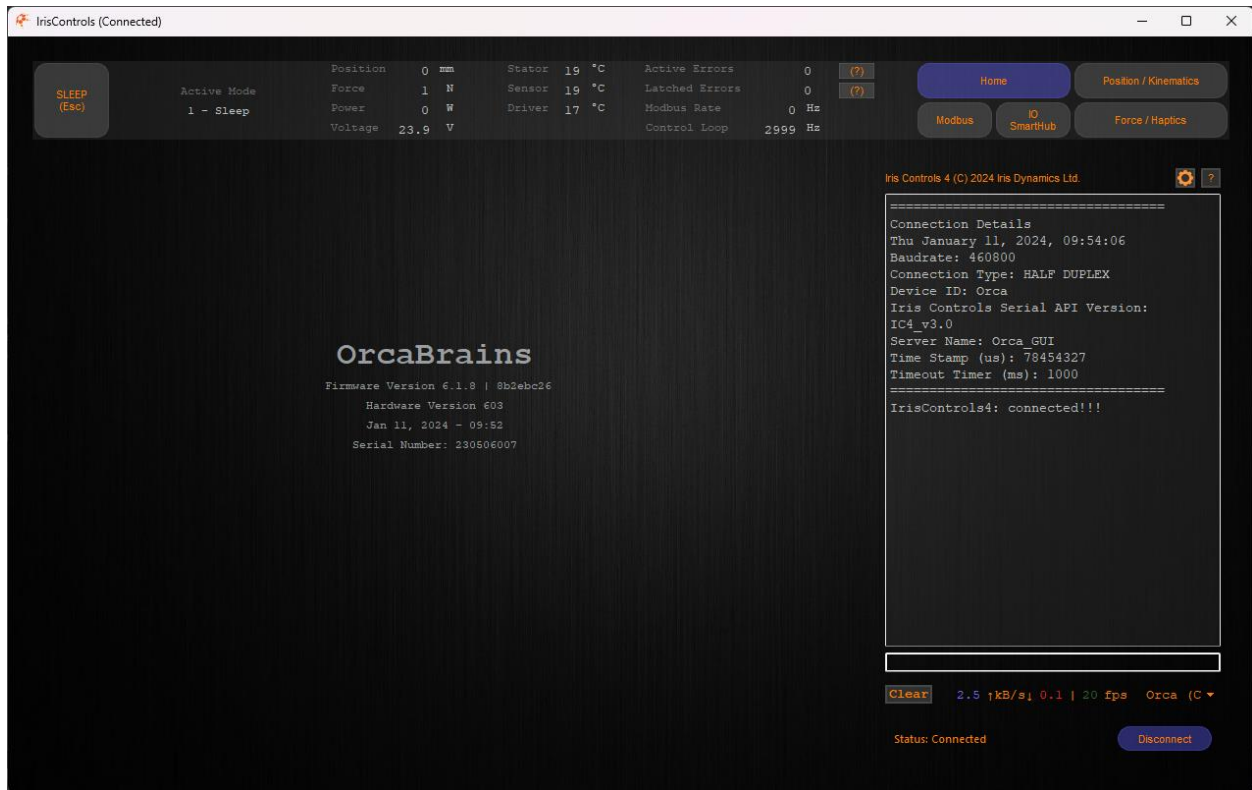 IrisControls (Connected)
SLEEP
(Esc)
Active Mode
1 - Sleep
Position 0 mm
Force 1 N
Power 0 W
Voltage 23.9 V
Stator 19 °C
Sensor 19 °C
Driver 17 °C
Active Errors 0 (?)
Latched Errors 0 (?)
Modbus Rate 0 Hz
Control Loop 2999 Hz
Home
Position / Kinematics
Modbus
IO
SmartHub
Force / Haptics
Iris Controls 4 (C) 2024 Iris Dynamics Ltd.
?
===================================
Connection Details
Thu January 11, 2024, 09:54:06
Baudrate: 460800
Connection Type: HALF DUPLEX
Device ID: Orca
Iris Controls Serial API Version:
IC4_v3.0
Server Name: Orca_GUI
Time Stamp (us): 78454327
Timeout Timer (ms): 1000
===================================
IrisControls4: connected!!!
OrcaBrains
Firmware Version 6.1.8 | 8b2ebc26
Hardware Version 603
Jan 11, 2024 - 09:52
Serial Number: 230506007
Clear 2.5 ↑kB/s↓ 0.1 | 20 fps Orca (C
Status: Connected
Disconnect